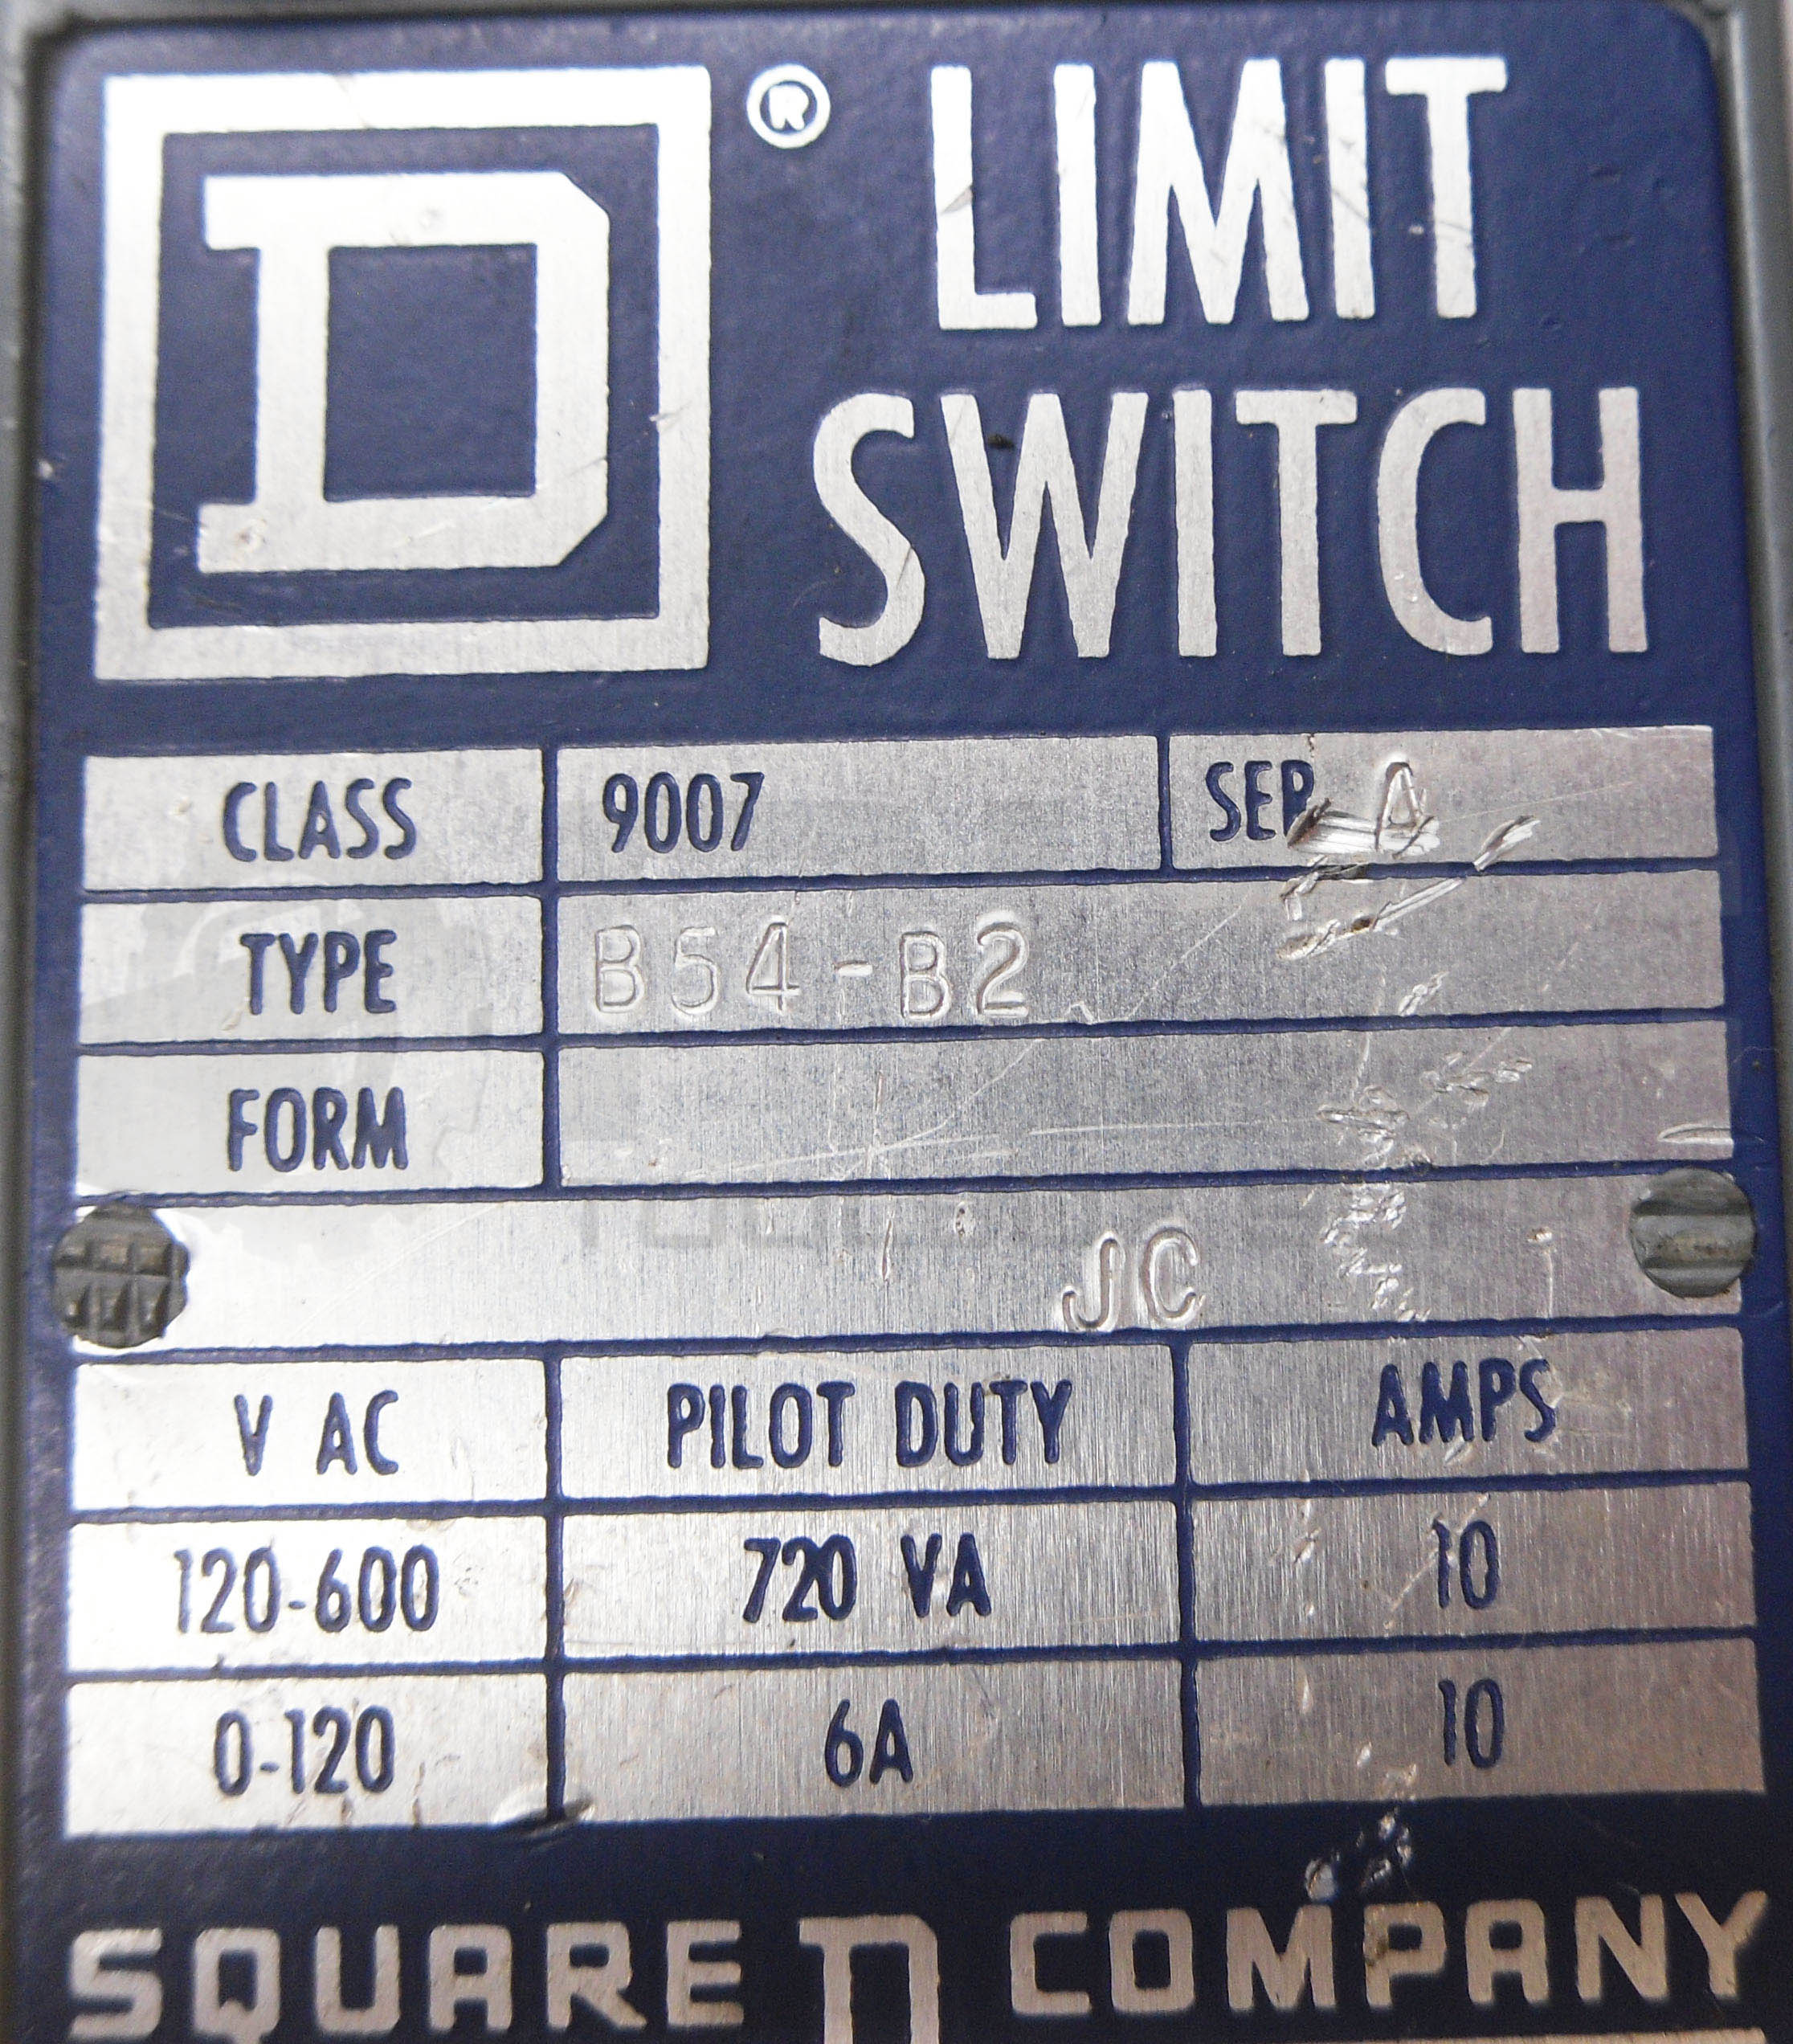 D ® LIMIT
SWITCH
CLASS 9007 SER A
TYPE B54-B2
FORM
JC
V AC PILOT DUTY AMPS
120-600 720 VA 10
0-120 6A 10
SQUARE D COMPANY